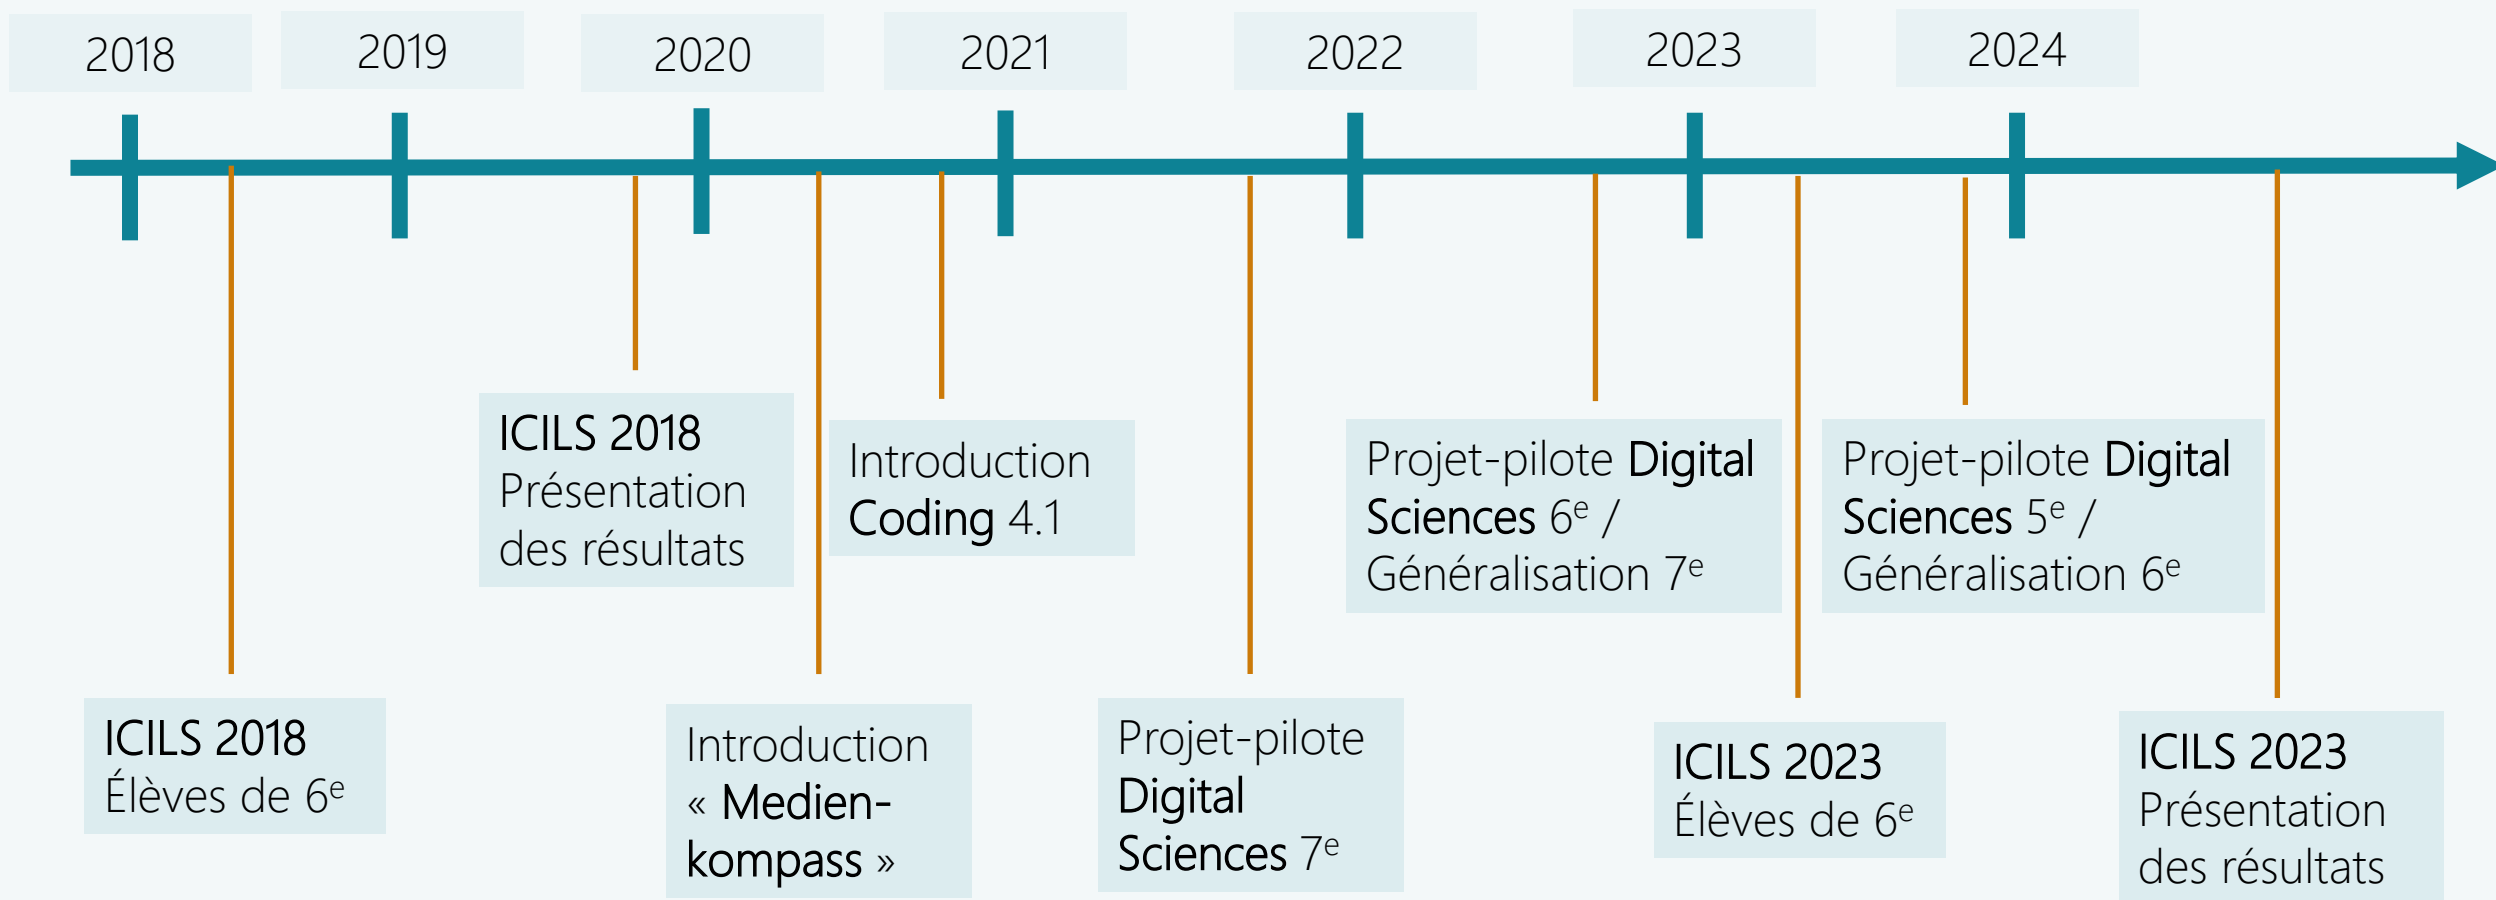 2018
2019
2020
2021
2022
2023
2024
ICILS 2018
Présentation
des résultats
Introduction
Coding 4.1
Projet-pilote Digital
Sciences 6ᵉ /
Généralisation 7ᵉ
Projet-pilote Digital
Sciences 5ᵉ /
Généralisation 6ᵉ
ICILS 2018
Élèves de 6ᵉ
Introduction
« Medien-
kompass »
Projet-pilote
Digital
Sciences 7ᵉ
ICILS 2023
Élèves de 6ᵉ
ICILS 2023
Présentation
des résultats